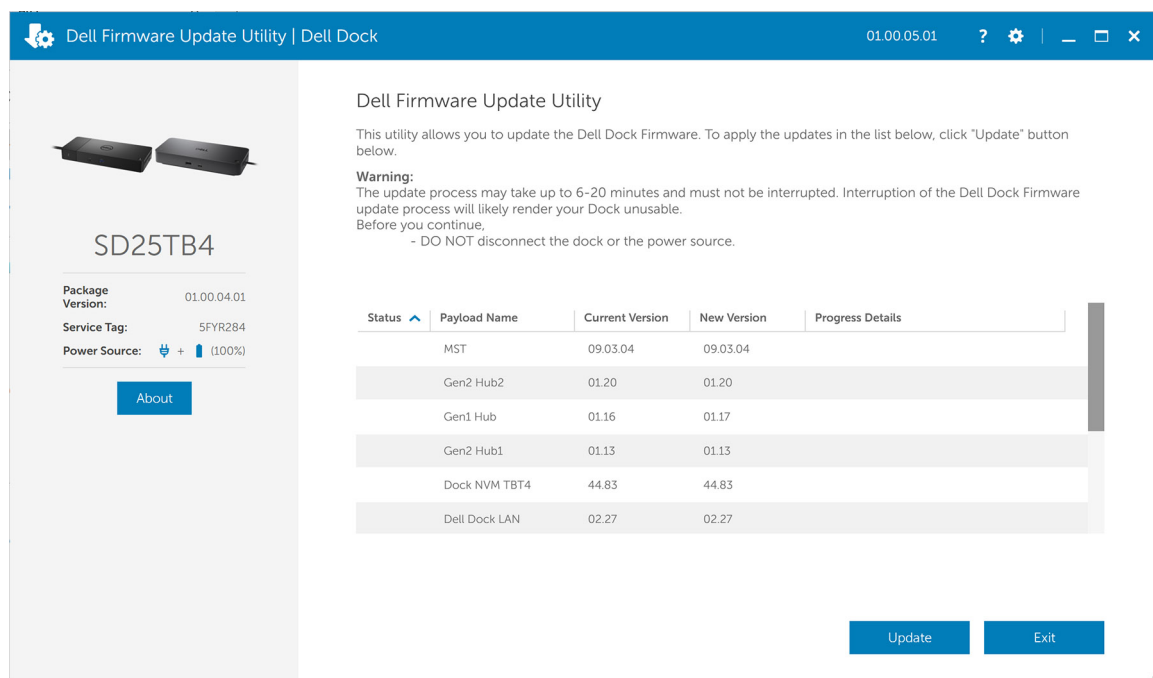 Dell Firmware Update Utility | Dell Dock
01.00.05.01
?
SD25TB4
Package Version:
01.00.04.01
Service Tag:
5FYR284
Power Source:
+
(100%)
About
Dell Firmware Update Utility
This utility allows you to update the Dell Dock Firmware. To apply the updates in the list below, click "Update" button
below.
Warning:
The update process may take up to 6-20 minutes and must not be interrupted. Interruption of the Dell Dock Firmware
update process will likely render your Dock unusable.
Before you continue,
- DO NOT disconnect the dock or the power source.
Status Payload Name Current Version New Version Progress Details
MST 09.03.04 09.03.04
Gen2 Hub2 01.20 01.20
Gen1 Hub 01.16 01.17
Gen2 Hub1 01.13 01.13
Dock NVM TBT4 44.83 44.83
Dell Dock LAN 02.27 02.27
Update
Exit